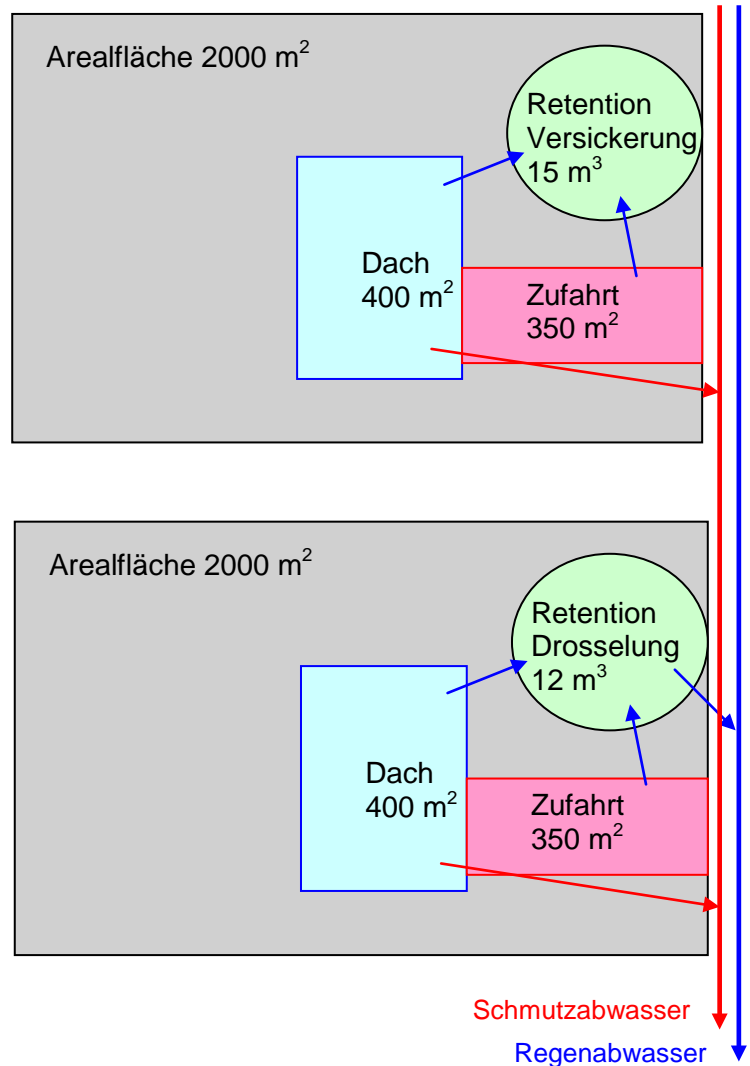 Arealfläche 2000 m²
Retention
Versickerung
15 m³
Dach
400 m²
Zufahrt
350 m²
Arealfläche 2000 m²
Retention
Drosselung
12 m³
Dach
400 m²
Zufahrt
350 m²
Schmutzabwasser
Regenabwasser